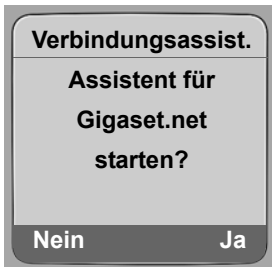 Verbindungsassist.
Assistent für
Gigaset.net
starten?
Nein Ja